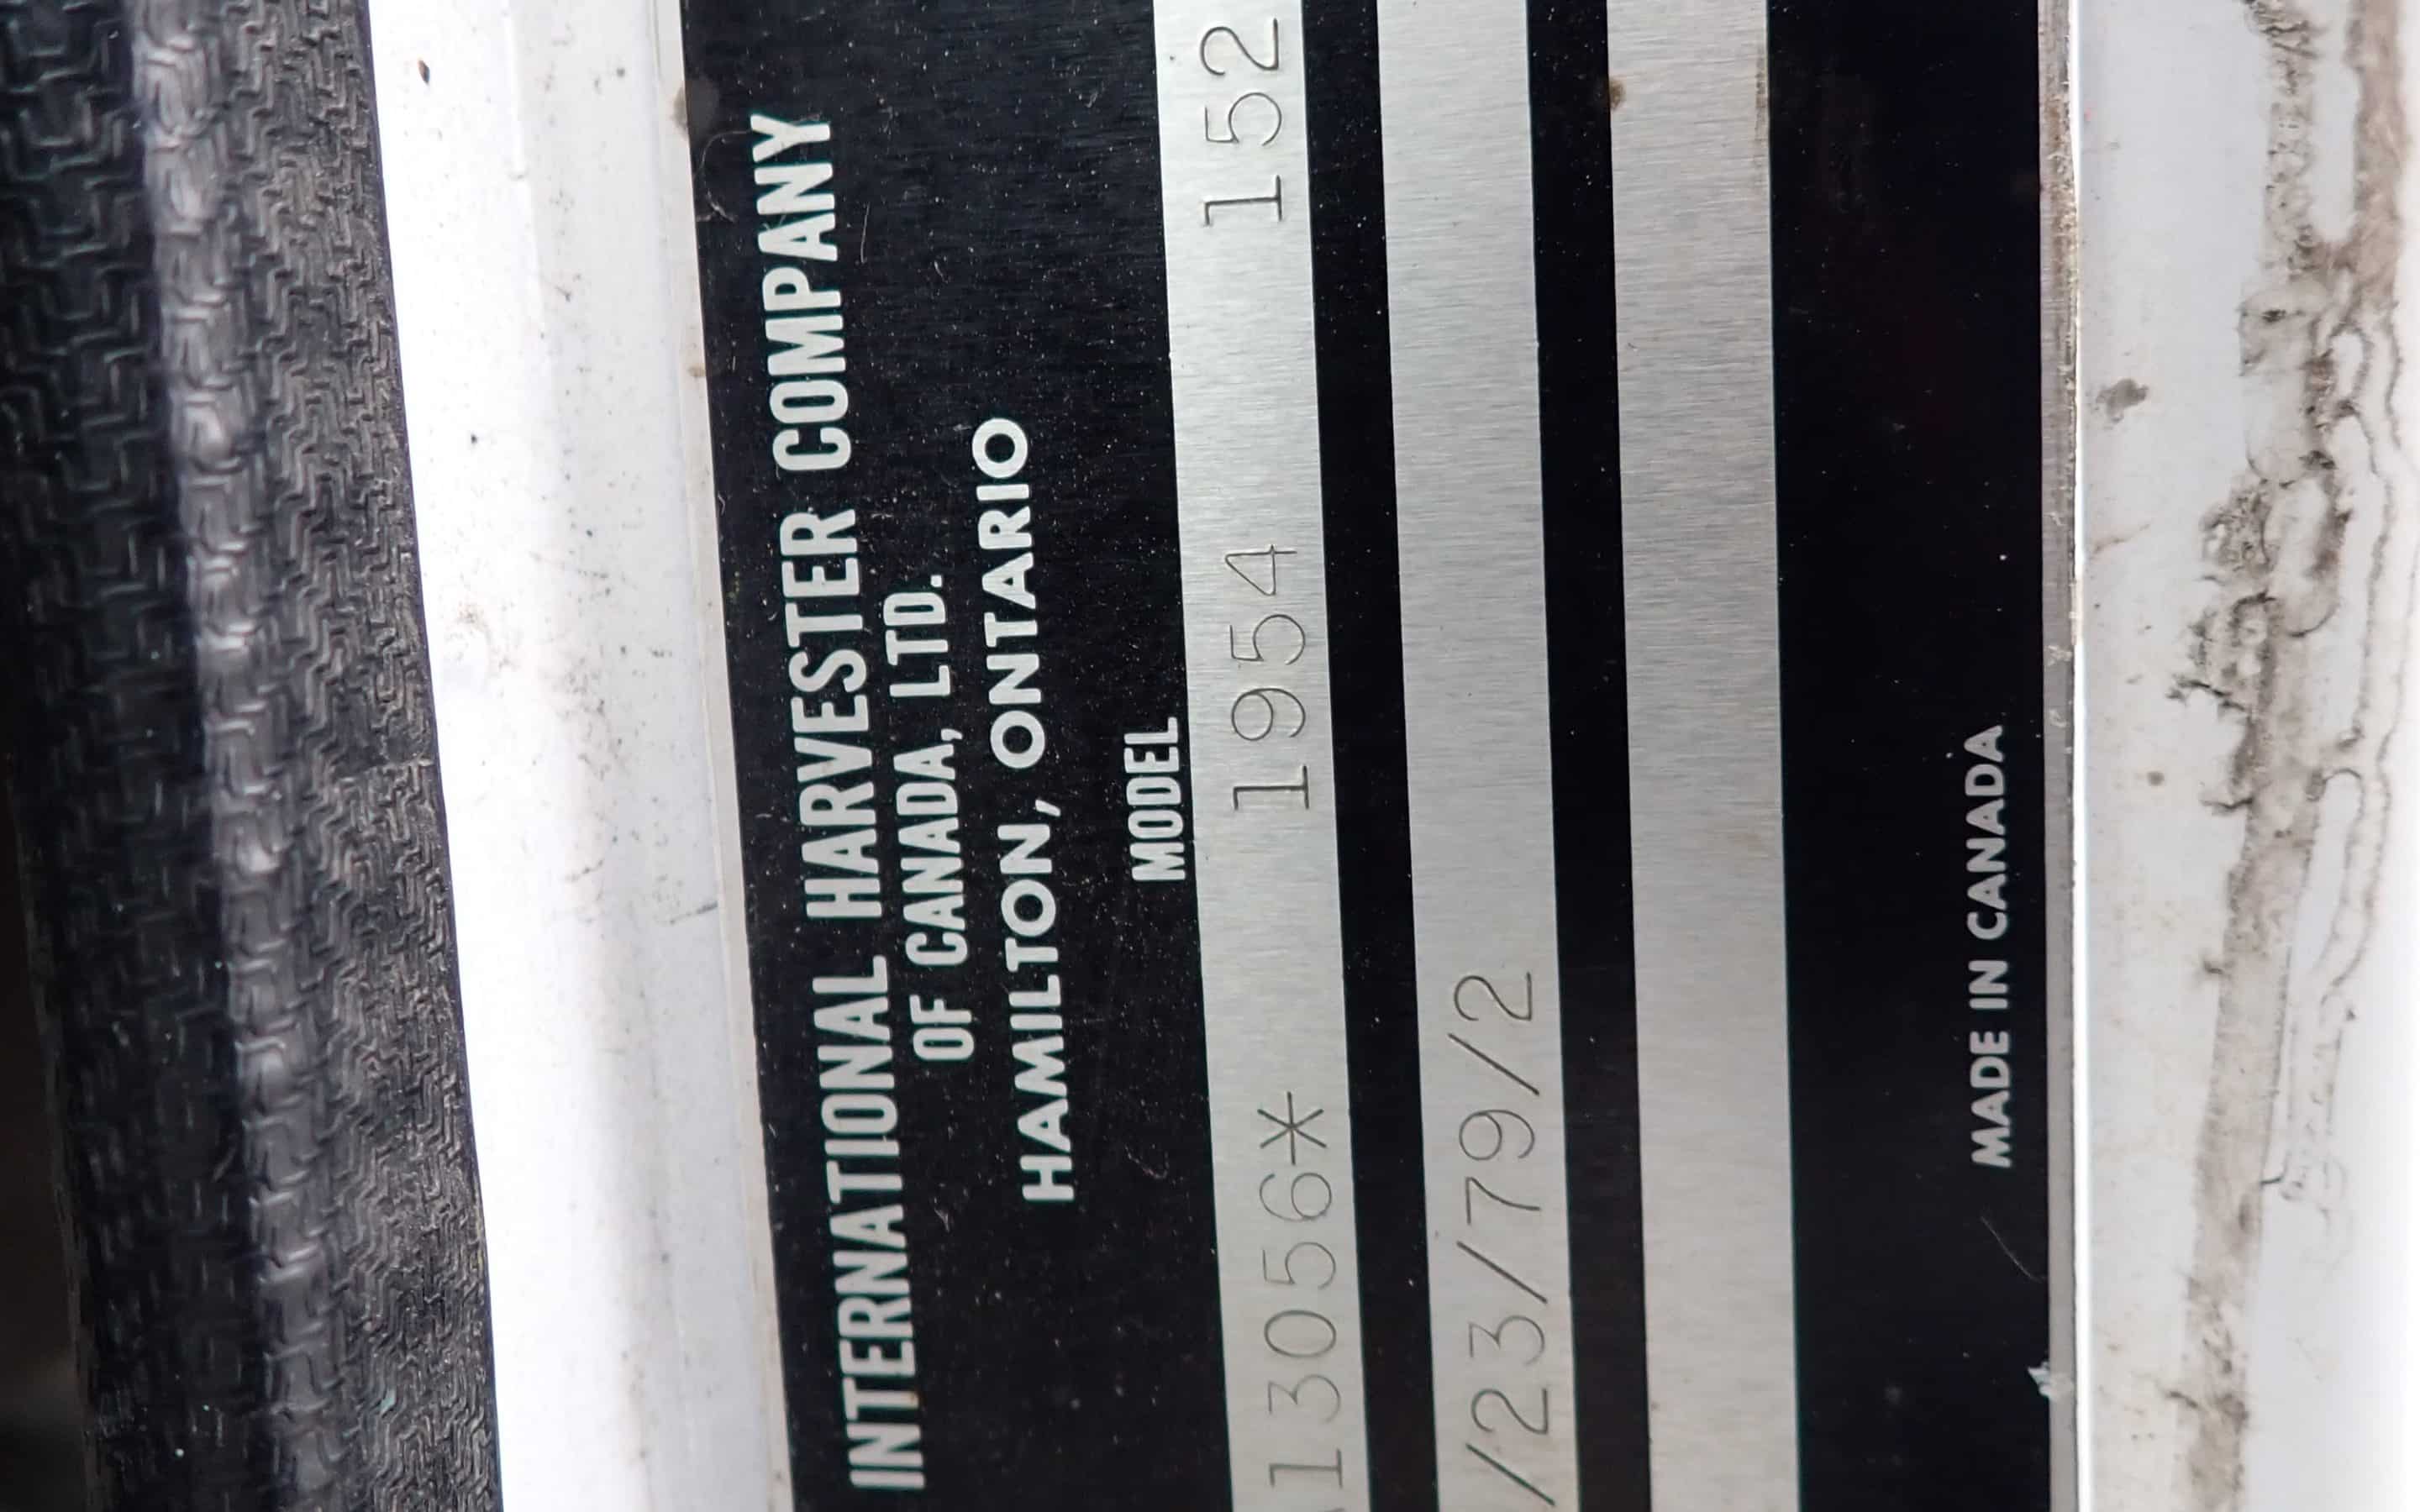 INTERNATIONAL HARVESTER COMPANY
OF CANADA, LTD.
HAMILTON, ONTARIO
MODEL
13056* 1954 152
/23/79/2
MADE IN CANADA